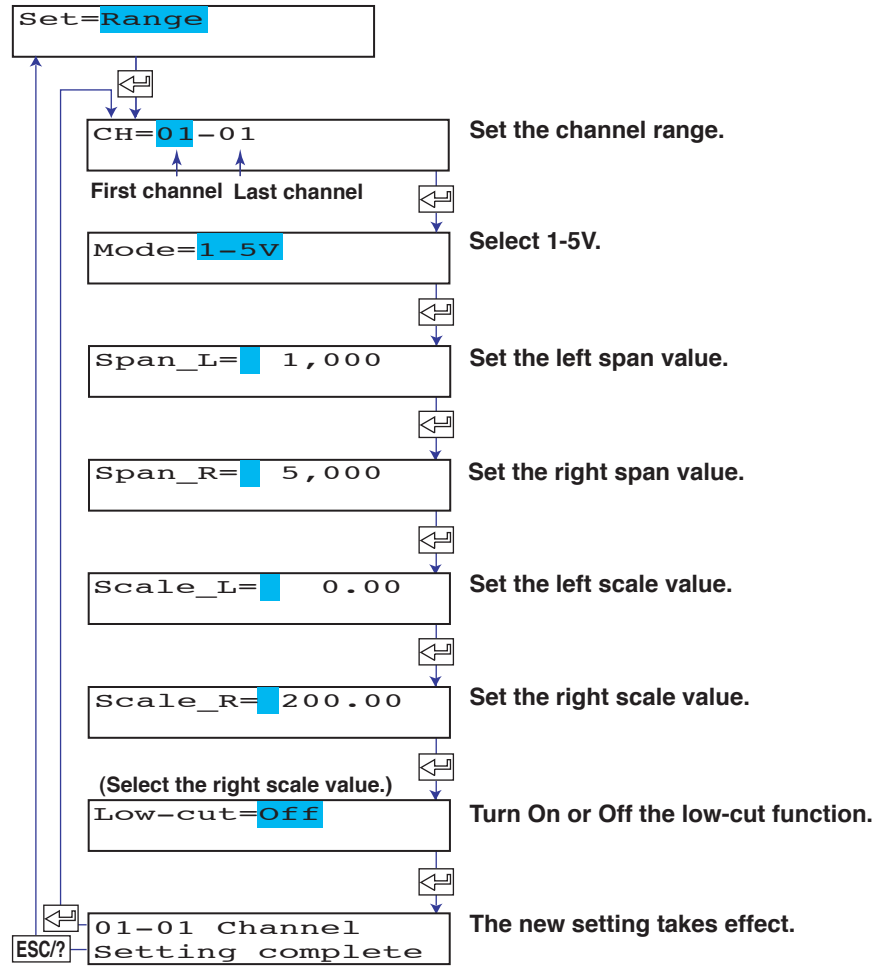 Set=Range
CH=01-01
Set the channel range.
First channel Last channel
Mode=1-5V
Select 1-5V.
Span_L= 1,000
Set the left span value.
Span_R= 5,000
Set the right span value.
Scale_L= 0.00
Set the left scale value.
Scale_R= 200.00
Set the right scale value.
(Select the right scale value.)
Low-cut=Off
Turn On or Off the low-cut function.
01-01 Channel
The new setting takes effect.
ESC/?
Setting complete